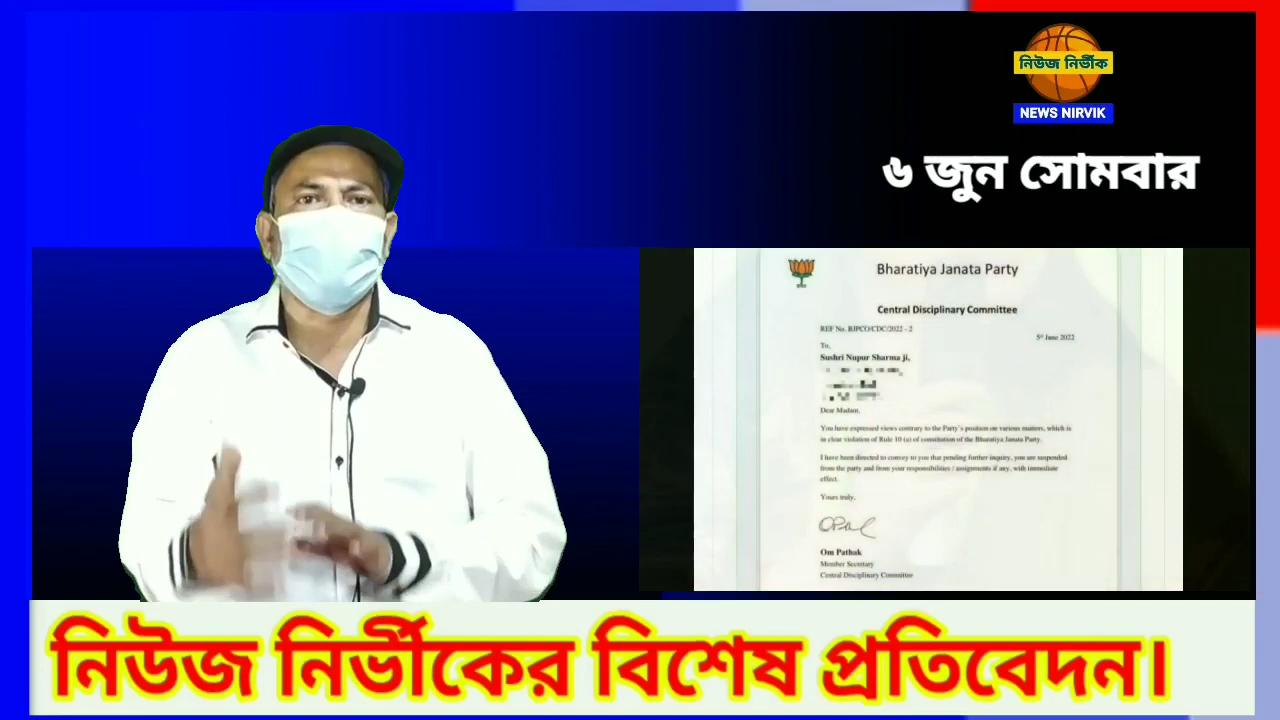 নিউজ নির্ভীক
NEWS NIRVIK
৬ জুন সোমবার
Bharatiya Janata Party
Central Disciplinary Committee
REF No. BJPCO/CDC/2022 - 2
5th June 2022
To,
Sushri Nupur Sharma ji,
Dear Madam,
You have expressed views contrary to the Party's position on various matters, which is
in clear violation of Rule 10 (a) of constitution of the Bharatiya Janata Party.
I have been directed to convey to you that pending further inquiry, you are suspended
from the party and from your responsibilities / assignments if any, with immediate
effect.
Yours truly,
Om Pathak
Member Secretary
Central Disciplinary Committee
নিউজ নির্ভীকের বিশেষ প্রতিবেদন।